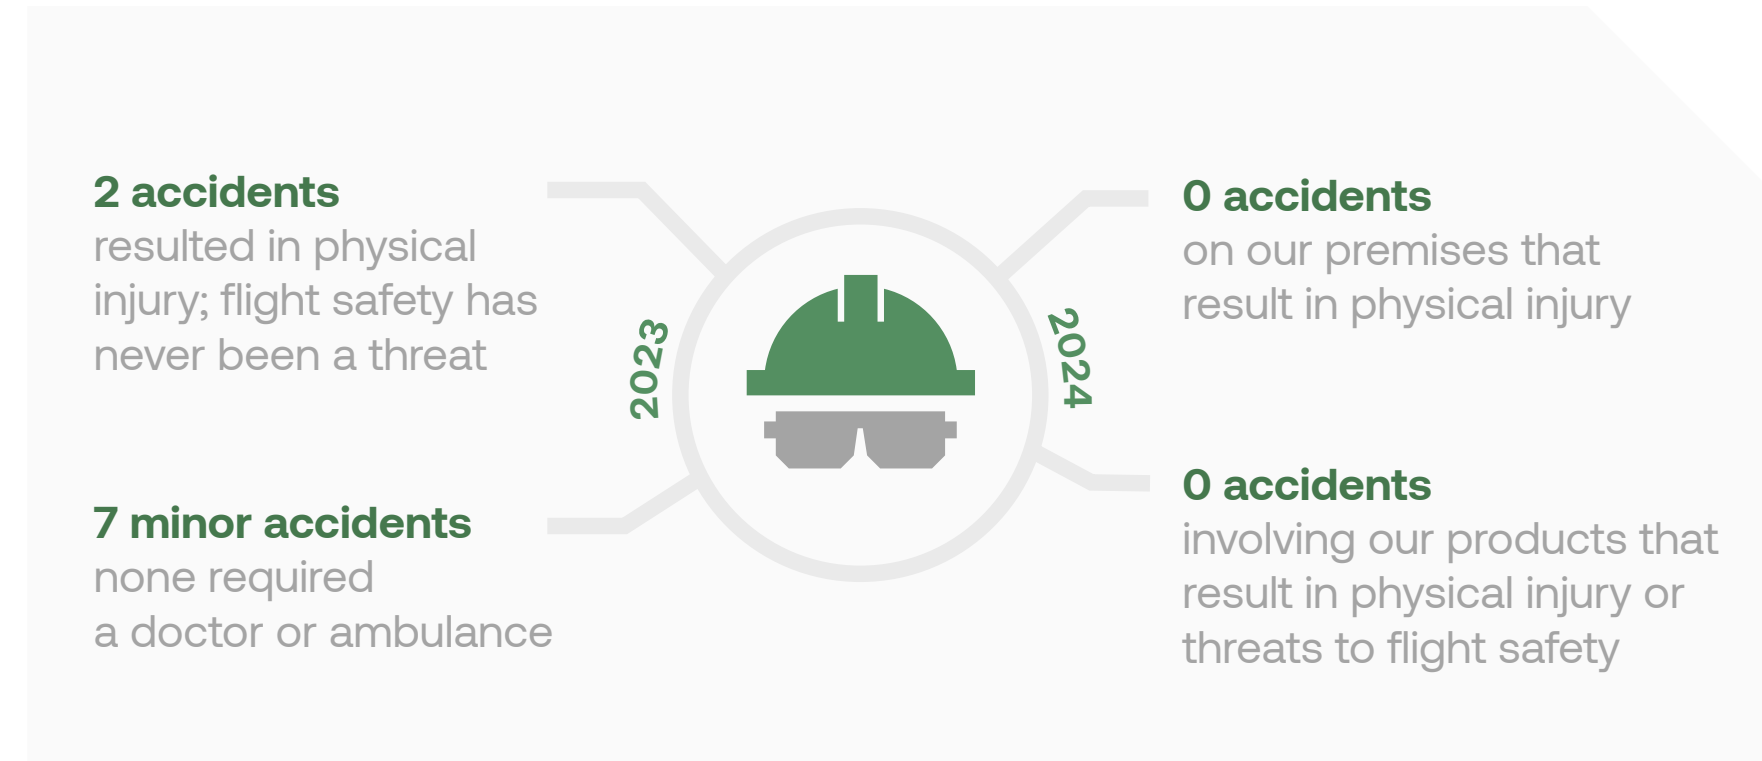 2 accidents
resulted in physical
injury; flight safety has
never been a threat
7 minor accidents
none required
a doctor or ambulance
2023
2024
0 accidents
on our premises that
result in physical injury
0 accidents
involving our products that
result in physical injury or
threats to flight safety